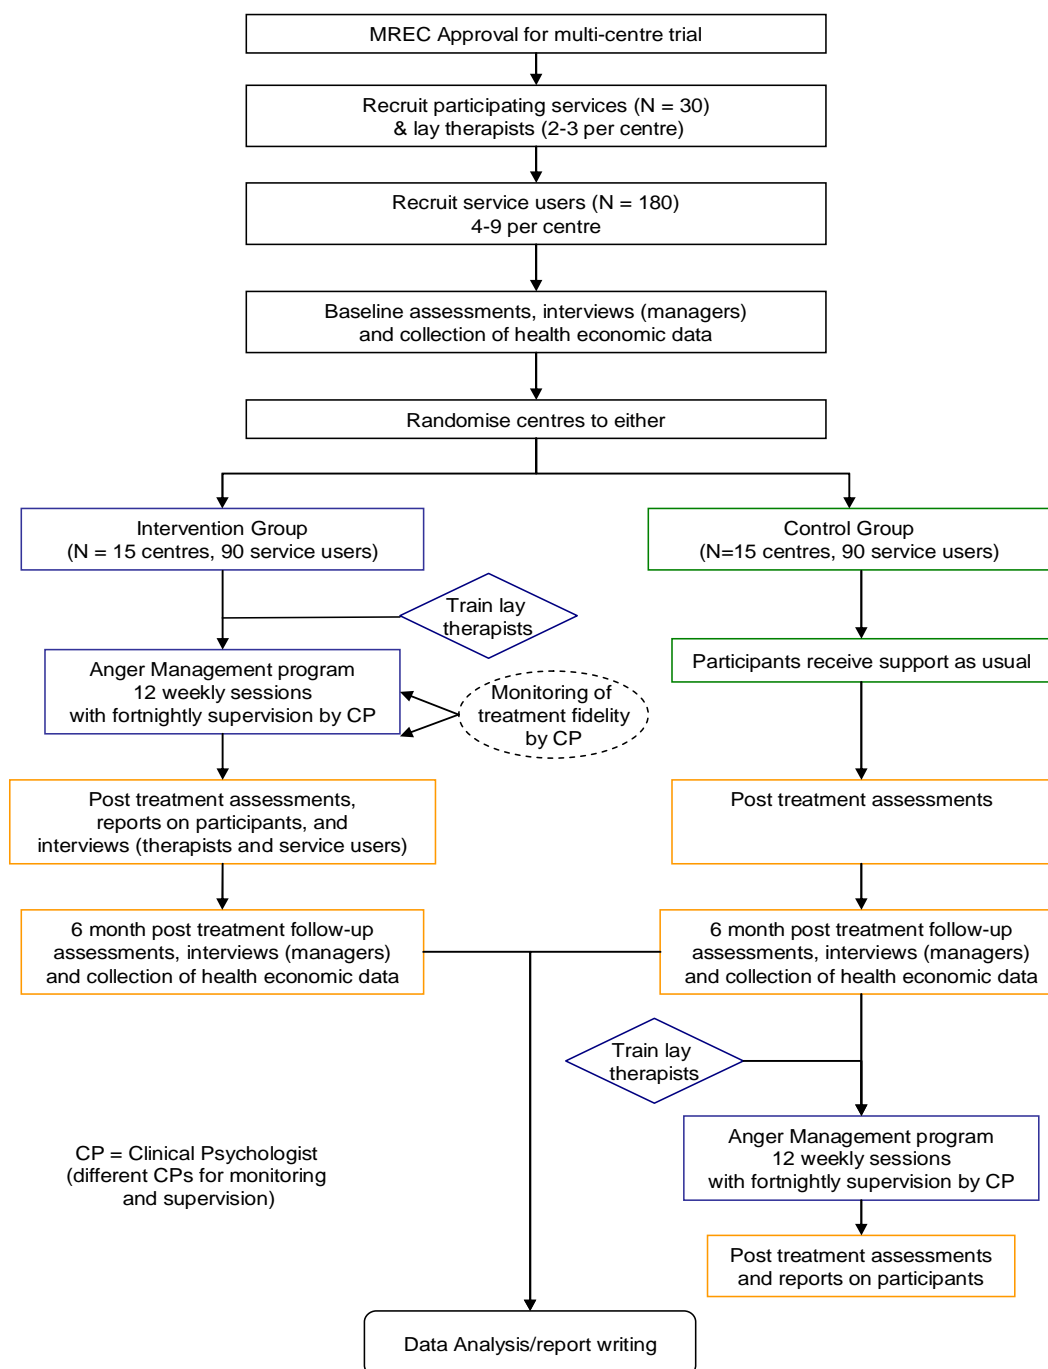 MREC Approval for multi-centre trial
Recruit participating services (N = 30)
& lay therapists (2-3 per centre)
Recruit service users (N = 180)
4-9 per centre
Baseline assessments, interviews (managers)
and collection of health economic data
Randomise centres to either
Intervention Group
(N = 15 centres, 90 service users)
Control Group
(N=15 centres, 90 service users)
Train lay
therapists
Anger Management program
12 weekly sessions
with fortnightly supervision by CP
Monitoring of
treatment fidelity
by CP
Participants receive support as usual
Post treatment assessments,
reports on participants, and
interviews (therapists and service users)
Post treatment assessments
6 month post treatment follow-up
assessments, interviews (managers)
and collection of health economic data
6 month post treatment follow-up
assessments, interviews (managers)
and collection of health economic data
Train lay
therapists
CP = Clinical Psychologist
(different CPs for monitoring
and supervision)
Anger Management program
12 weekly sessions
with fortnightly supervision by CP
Post treatment assessments
and reports on participants
Data Analysis/report writing